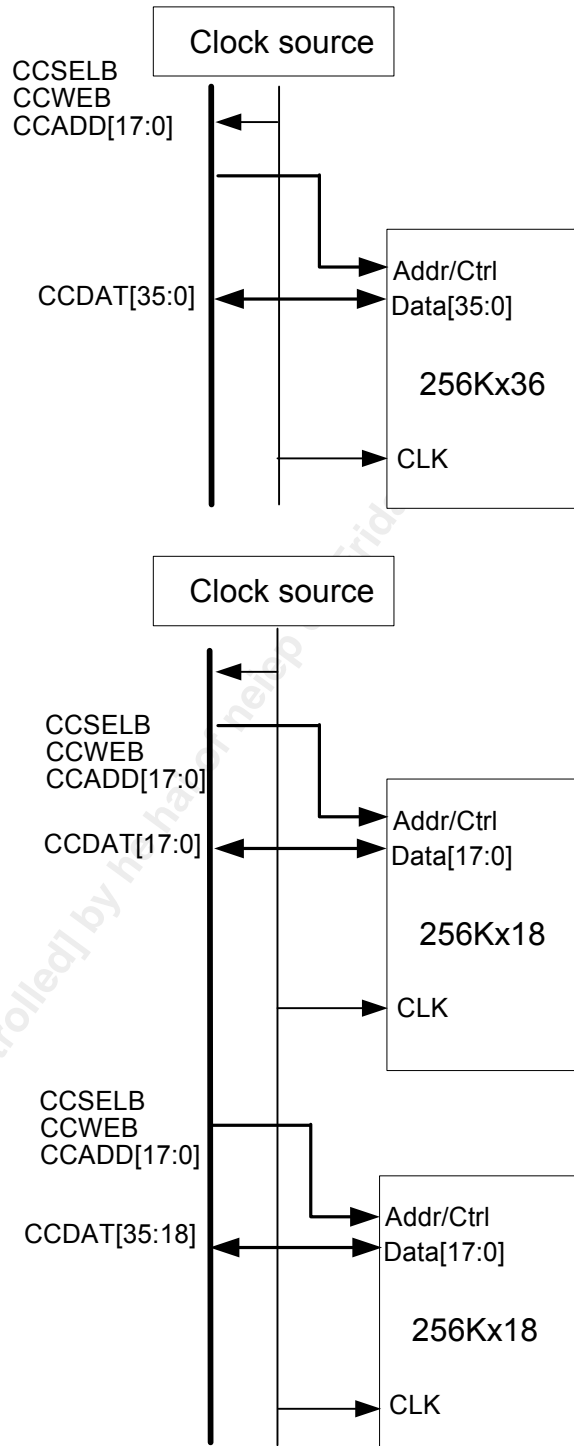 Clock source
CCSELB
CCWEB
CCADD[17:0]
Addr/Ctrl
CCDAT[35:0]
Data[35:0]
256Kx36
CLK
Clock source
CCSELB
CCWEB
CCADD[17:0]
Addr/Ctrl
CCDAT[17:0]
Data[17:0]
256Kx18
CLK
CCSELB
CCWEB
CCADD[17:0]
Addr/Ctrl
CCDAT[35:18]
Data[17:0]
256Kx18
CLK